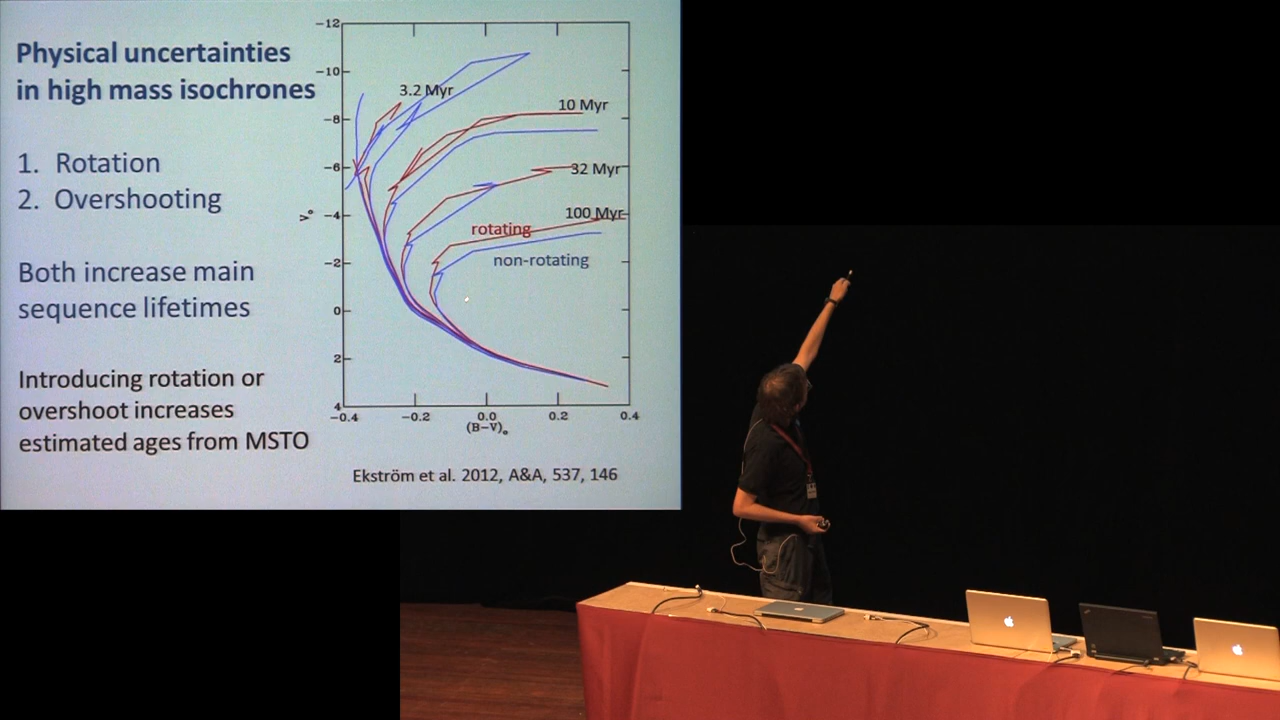 Physical uncertainties
in high mass isochrones
1. Rotation
2. Overshooting
Both increase main
sequence lifetimes
Introducing rotation or
overshoot increases
estimated ages from MSTO
−12
−10
−8
−6
−4
−2
0
2
4
V₀
3.2 Myr
10 Myr
32 Myr
100 Myr
rotating
non-rotating
−0.4
−0.2
0.0
0.2
0.4
(B−V)₀
Ekström et al. 2012, A&A, 537, 146